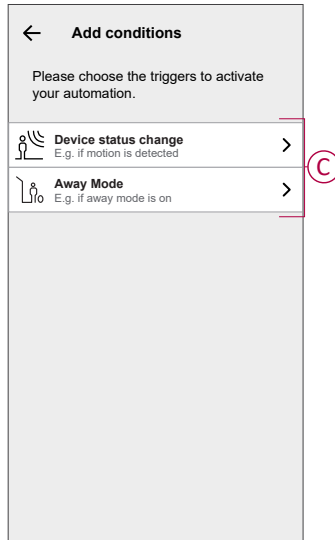 Add conditions
Please choose the triggers to activate
your automation.
Device status change
E.g. if motion is detected
Away Mode
E.g. if away mode is on
C